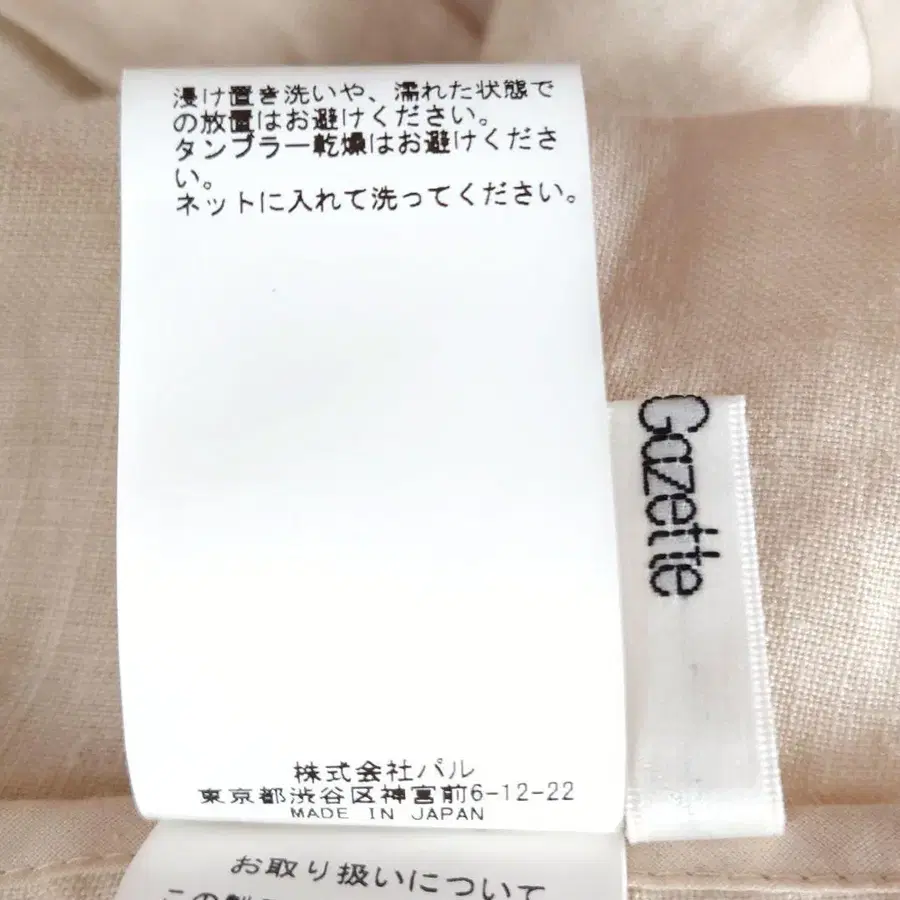 浸け置き洗いや、濡れた状態で
の放置はお避けください。
タンブラー乾燥はお避けくださ
い。
ネットに入れて洗ってください。
Gazette
株式会社パル
東京都渋谷区神宮前6-12-22
MADE IN JAPAN
お取り扱いについて
この製